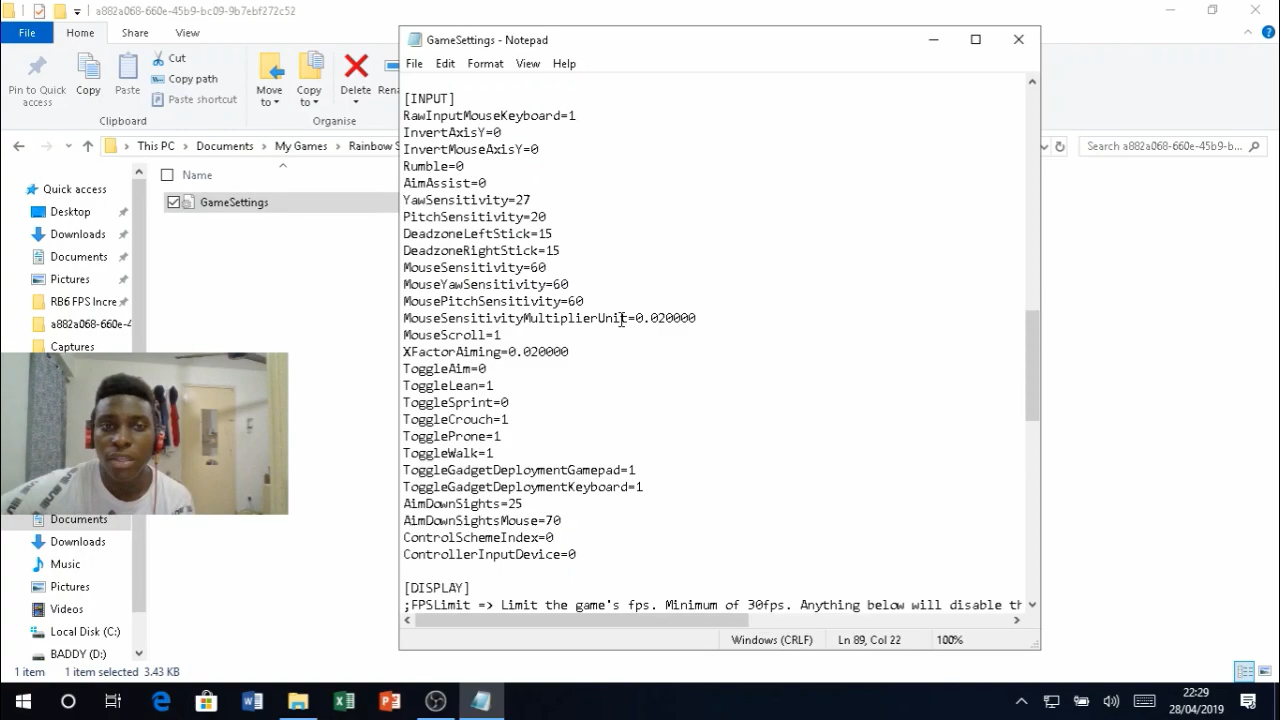 a882a068-660e-45b9-bc09-9b7ebf272c52
File
Home
Share
View
Pin to Quick access
Copy
Paste
Cut
Copy path
Paste shortcut
Clipboard
Move to
Copy to
Delete
Organise
This PC
Documents
My Games
Search a882a068-660e-45b9-b...
Name
GameSettings
Quick access
Desktop
Downloads
Documents
Pictures
RB6 FPS Incre
a882a068-660e-4
Captures
Documents
Downloads
Music
Pictures
Videos
Local Disk (C:)
BADDY (D:)
1 item
1 item selected 3.43 KB
GameSettings - Notepad
File Edit Format View Help
[INPUT]
RawInputMouseKeyboard=1
InvertAxisY=0
InvertMouseAxisY=0
Rumble=0
AimAssist=0
YawSensitivity=27
PitchSensitivity=20
DeadzoneLeftStick=15
DeadzoneRightStick=15
MouseSensitivity=60
MouseYawSensitivity=60
MousePitchSensitivity=60
MouseSensitivityMultiplierUnit=0.020000
MouseScroll=1
XFactorAiming=0.020000
ToggleAim=0
ToggleLean=1
ToggleSprint=0
ToggleCrouch=1
ToggleProne=1
ToggleWalk=1
ToggleGadgetDeploymentGamepad=1
ToggleGadgetDeploymentKeyboard=1
AimDownSights=25
AimDownSightsMouse=70
ControlSchemeIndex=0
ControllerInputDevice=0
[DISPLAY]
;FPSLimit => Limit the game's fps. Minimum of 30fps. Anything below will disable th
Windows (CRLF)
Ln 89, Col 22
100%
22:29
28/04/2019